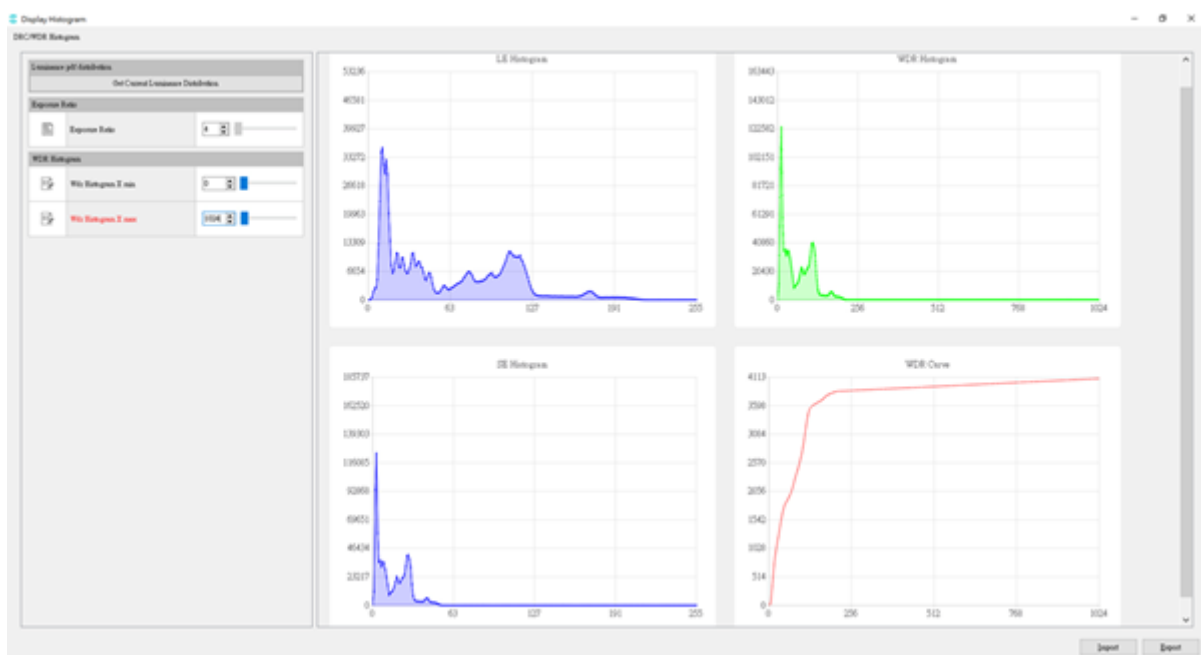 Display Histogram
DRC/WDR Histogram
Luminance pdf distribution
Get Current Luminance Distribution
Exposure Ratio
Exposure Ratio
4
WDR Histogram
Wdr Histogram X min
0
Wdr Histogram X max
1024
LE Histogram
53236
46581
39927
33272
26618
19963
13309
6654
0
0 63 127 191 255
WDR Histogram
163443
143012
122582
102151
81721
61291
40860
20430
0
0 256 512 768 1024
SE Histogram
185737
162520
139303
116085
92868
69651
46434
23217
0
0 63 127 191 255
WDR Curve
4113
3598
3084
2570
2056
1542
1028
514
0
0 256 512 768 1024
Import Export